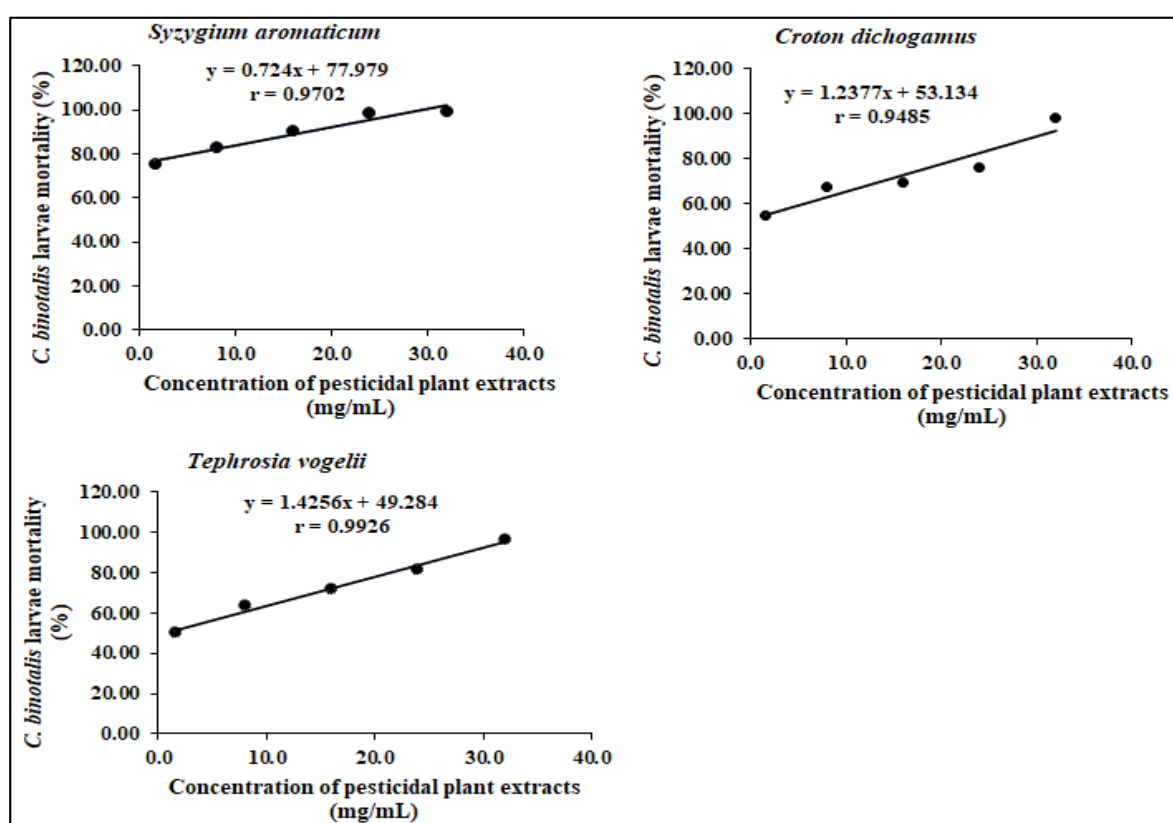 Syzygium aromaticum
y = 0.724x + 77.979
r = 0.9702
C. binotalis larvae mortality (%)
120.00
100.00
80.00
60.00
40.00
20.00
0.00
0.0 10.0 20.0 30.0 40.0
Concentration of pesticidal plant extracts
(mg/mL)
Croton dichogamus
y = 1.2377x + 53.134
r = 0.9485
C. binotalis larvae mortality (%)
120.00
100.00
80.00
60.00
40.00
20.00
0.00
0.0 10.0 20.0 30.0 40.0
Concentration of pesticidal plant extracts
(mg/mL)
Tephrosia vogelii
y = 1.4256x + 49.284
r = 0.9926
C. binotalis larvae mortality
(%)
120.00
100.00
80.00
60.00
40.00
20.00
0.00
0.0 10.0 20.0 30.0 40.0
Concentration of pesticidal plant extracts
(mg/mL)